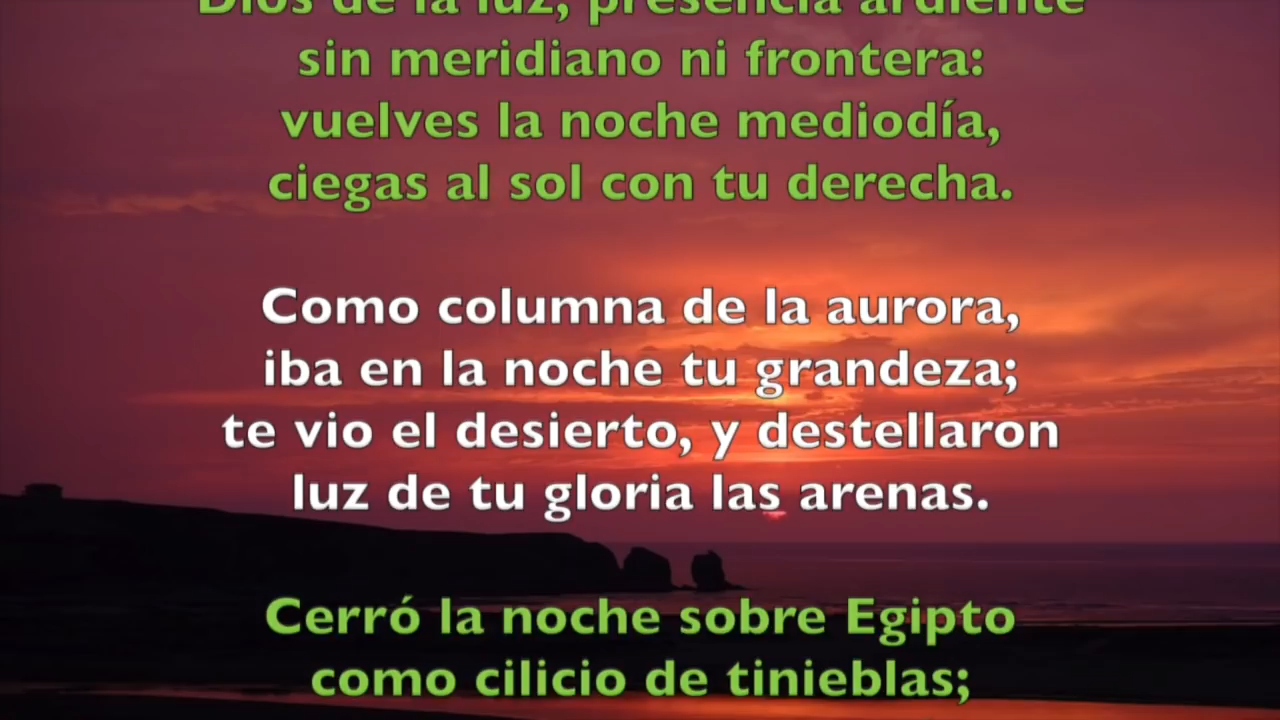 Dios de la luz, presencia ardiente
sin meridiano ni frontera:
vuelves la noche mediodía,
ciegas al sol con tu derecha.
Como columna de la aurora,
iba en la noche tu grandeza;
te vio el desierto, y destellaron
luz de tu gloria las arenas.
Cerró la noche sobre Egipto
como cilicio de tinieblas;